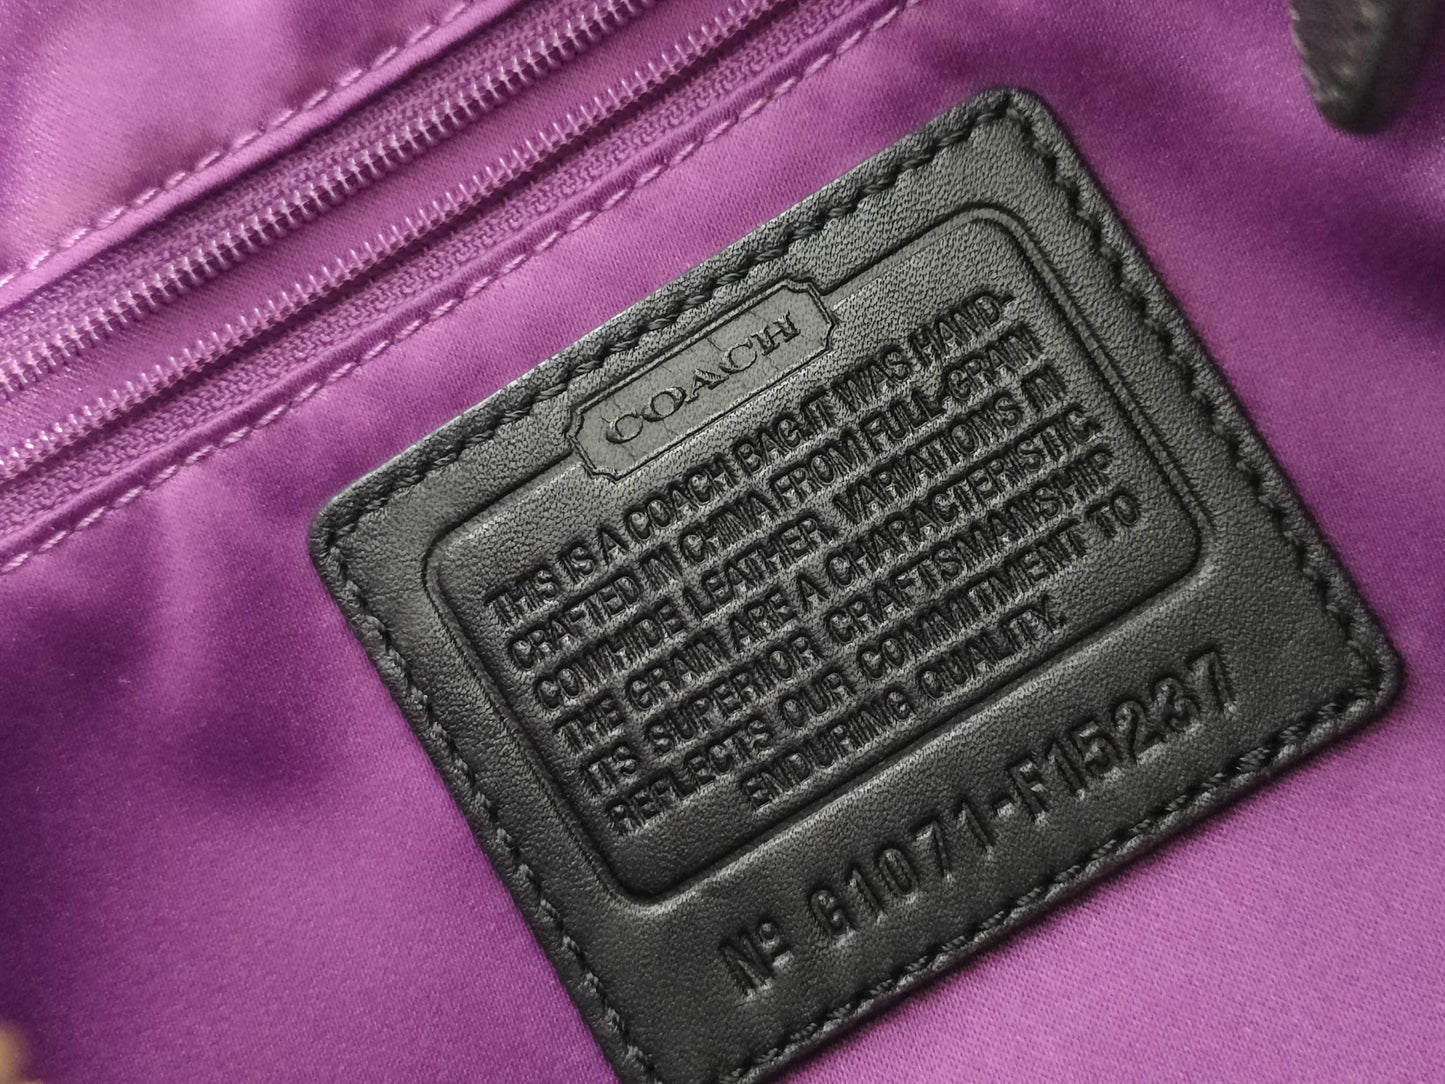 COACH
THIS IS A COACH BAG. IT WAS HAND-
CRAFTED IN CHINA FROM FULL-GRAIN
COWHIDE LEATHER. VARIATIONS IN
THE GRAIN ARE A CHARACTERISTIC
ITS SUPERIOR CRAFTSMANSHIP
REFLECTS OUR COMMITMENT TO
ENDURING QUALITY.
Nº G1071-F15237